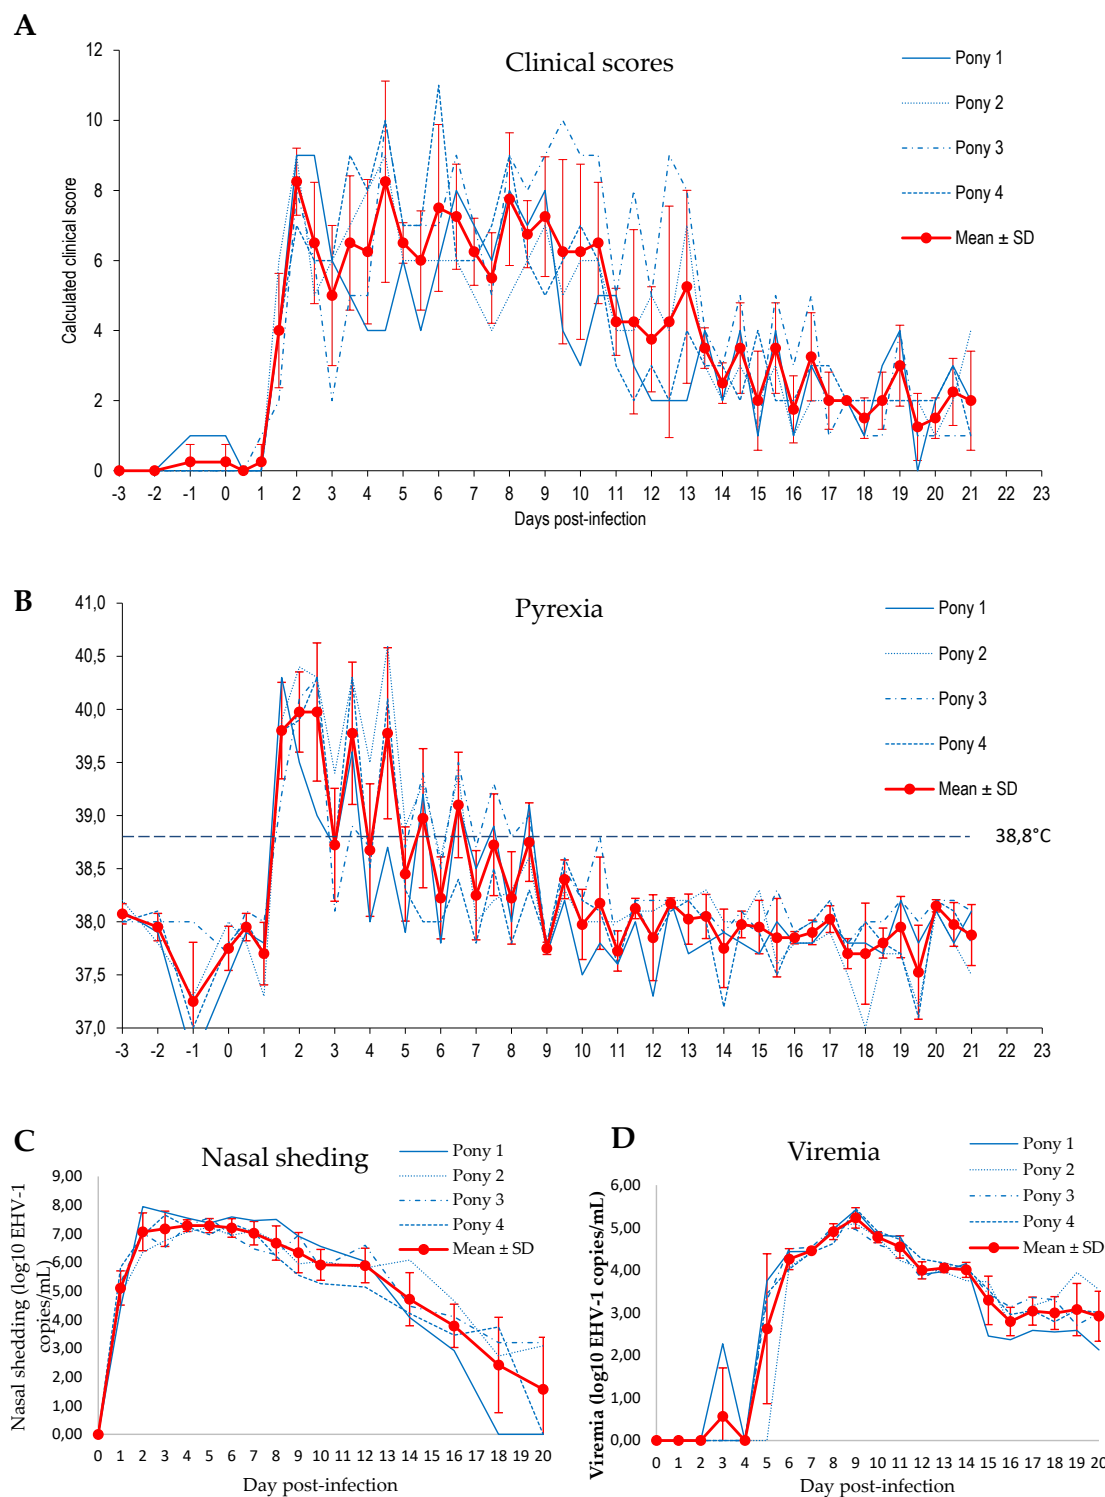 A
Clinical scores
Calculated clinical score
12
10
8
6
4
2
0
-3 -2 -1 0 1 2 3 4 5 6 7 8 9 10 11 12 13 14 15 16 17 18 19 20 21 22 23
Days post-infection
Pony 1
Pony 2
Pony 3
Pony 4
Mean ± SD
B
Pyrexia
41,0
40,5
40,0
39,5
39,0
38,5
38,0
37,5
37,0
-3 -2 -1 0 1 2 3 4 5 6 7 8 9 10 11 12 13 14 15 16 17 18 19 20 21 22 23
Pony 1
Pony 2
Pony 3
Pony 4
Mean ± SD
38,8°C
C
Nasal sheding
Nasal shedding (log10 EHV-1
copies/mL)
9,00
8,00
7,00
6,00
5,00
4,00
3,00
2,00
1,00
0,00
0 1 2 3 4 5 6 7 8 9 10 11 12 13 14 15 16 17 18 19 20
Day post-infection
Pony 1
Pony 2
Pony 3
Pony 4
Mean ± SD
D
Viremia
Viremia (log10 EHV-1 copies/mL)
6,00
5,00
4,00
3,00
2,00
1,00
0,00
0 1 2 3 4 5 6 7 8 9 10 11 12 13 14 15 16 17 18 19 20
Day post-infection
Pony 1
Pony 2
Pony 3
Pony 4
Mean ± SD